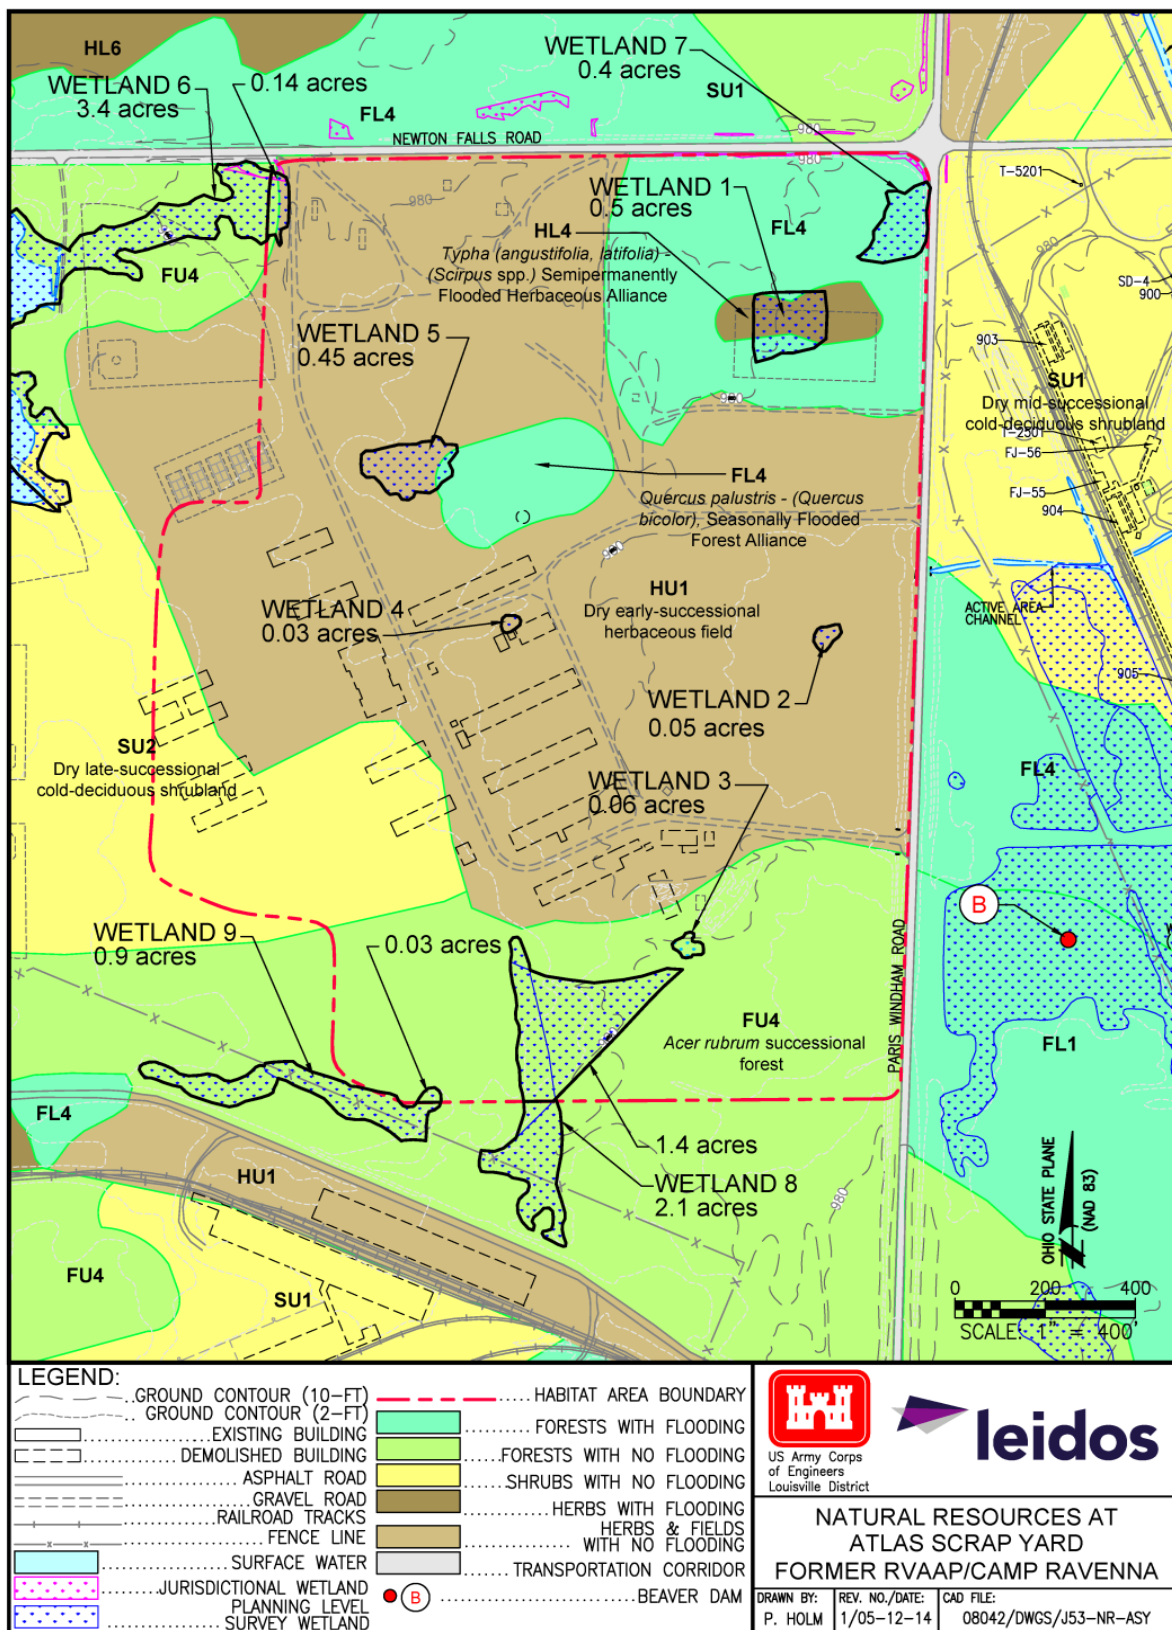 HL6
WETLAND 6
3.4 acres
0.14 acres
WETLAND 7
0.4 acres
SU1
FL4
NEWTON FALLS ROAD
980
980
980
T-5201
WETLAND 1
0.5 acres
HL4
FL4
Typha (angustifolia, latifolia) -
(Scirpus spp.) Semipermanently
Flooded Herbaceous Alliance
FU4
980
SD-4
900
WETLAND 5
0.45 acres
903
SU1
Dry mid-successional
cold-deciduous shrubland
T-2501
FJ-56
FJ-55
904
980
FL4
Quercus palustris - (Quercus
bicolor), Seasonally Flooded
Forest Alliance
HU1
Dry early-successional
herbaceous field
WETLAND 4
0.03 acres
ACTIVE AREA
CHANNEL
905
WETLAND 2
0.05 acres
SU2
Dry late-successional
cold-deciduous shrubland
FL4
WETLAND 3
0.06 acres
B
WETLAND 9
0.9 acres
0.03 acres
PARIS WINDHAM ROAD
FU4
Acer rubrum successional
forest
FL1
FL4
1.4 acres
HU1
WETLAND 8
2.1 acres
980
OHIO STATE PLANE
(NAD 83)
FU4
SU1
0 200 400
SCALE: 1" = 400'
LEGEND:
GROUND CONTOUR (10-FT)
GROUND CONTOUR (2-FT)
EXISTING BUILDING
DEMOLISHED BUILDING
ASPHALT ROAD
GRAVEL ROAD
RAILROAD TRACKS
FENCE LINE
SURFACE WATER
JURISDICTIONAL WETLAND
PLANNING LEVEL
SURVEY WETLAND
HABITAT AREA BOUNDARY
FORESTS WITH FLOODING
FORESTS WITH NO FLOODING
SHRUBS WITH NO FLOODING
HERBS WITH FLOODING
HERBS & FIELDS
WITH NO FLOODING
TRANSPORTATION CORRIDOR
B BEAVER DAM
US Army Corps
of Engineers
Louisville District
leidos
NATURAL RESOURCES AT
ATLAS SCRAP YARD
FORMER RVAAP/CAMP RAVENNA
DRAWN BY:
P. HOLM
REV. NO./DATE:
1/05-12-14
CAD FILE:
08042/DWGS/J53-NR-ASY